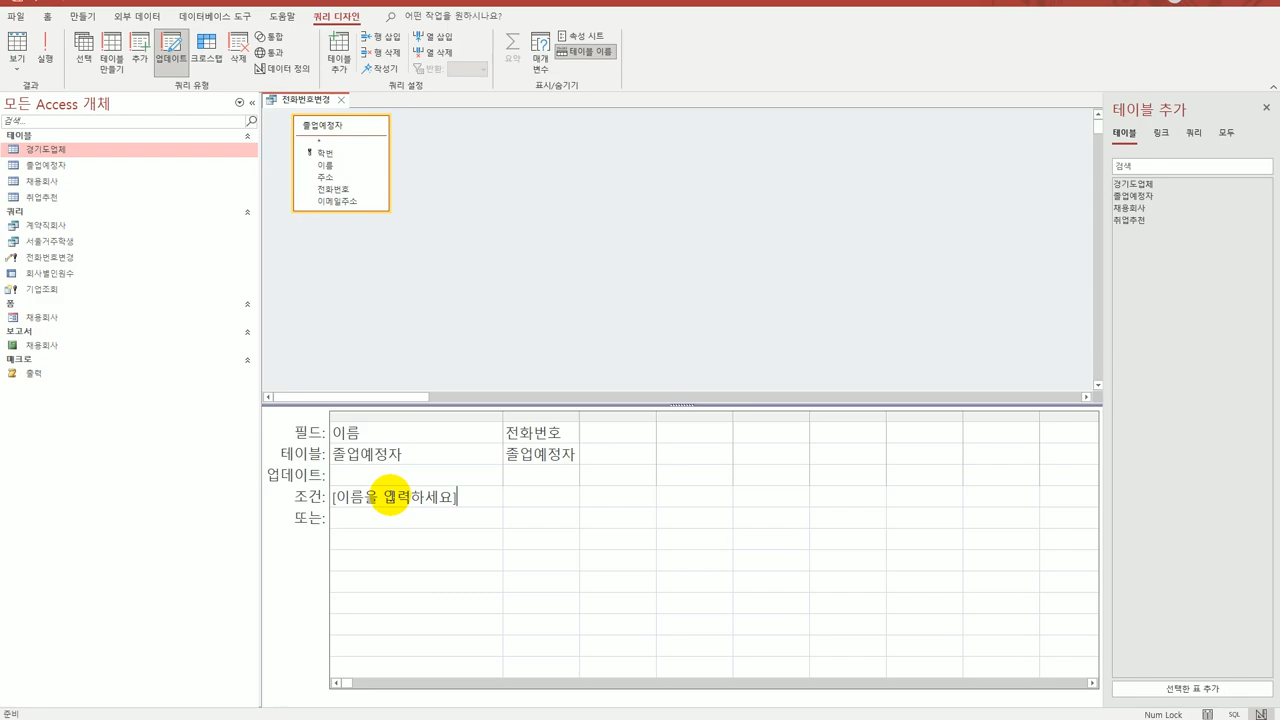 파일 홈 만들기 외부 데이터 데이터베이스 도구 도움말 쿼리 디자인 어떤 작업을 원하시나요?
보기 실행 선택 테이블 만들기 추가 업데이트 크로스탭 삭제 통합 통과 데이터 정의 테이블 추가 행 삽입 행 삭제 작성기 열 삽입 열 삭제 반환: 요약 매개 변수 속성 시트 테이블 이름
결과 쿼리 유형 쿼리 설정 표시/숨기기
모든 Access 개체
검색...
테이블
경기도업체
졸업예정자
채용회사
취업추천
쿼리
계약직회사
서울거주학생
전화번호변경
회사별인원수
기업조회
폼
채용회사
보고서
채용회사
매크로
출력
전화번호변경
졸업예정자
*
학번
이름
주소
전화번호
이메일주소
필드: 이름 전화번호
테이블: 졸업예정자 졸업예정자
업데이트:
조건: [이름을 입력하세요]
또는:
테이블 추가
테이블 링크 쿼리 모두
검색
경기도업체
졸업예정자
채용회사
취업추천
선택한 표 추가
준비 Num Lock SQL